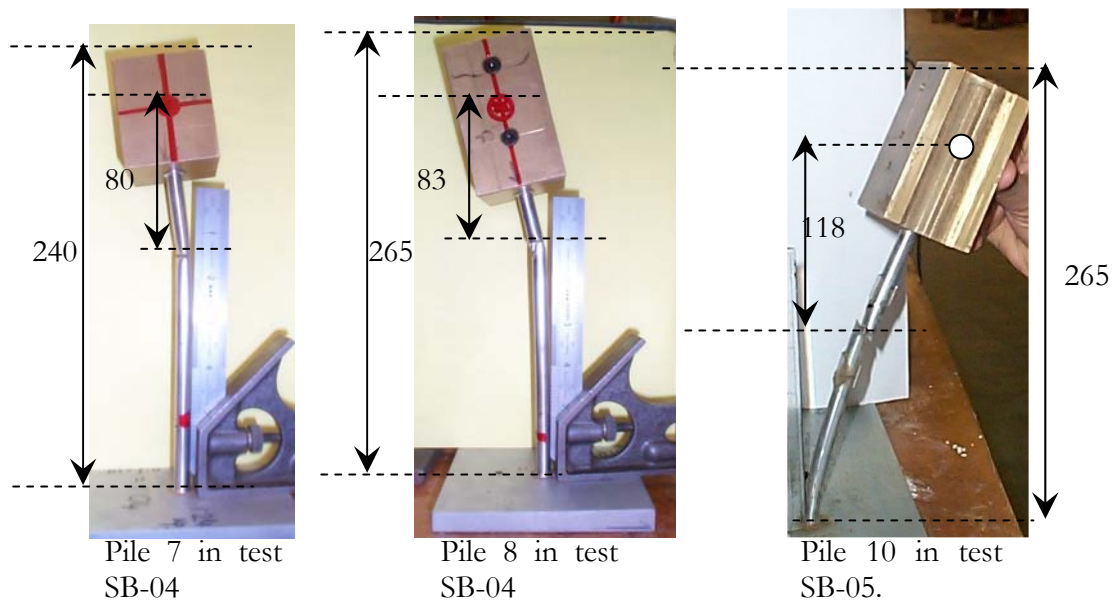 80
240
83
265
118
265
Pile 7 in test
SB-04
Pile 8 in test
SB-04
Pile 10 in test
SB-05.